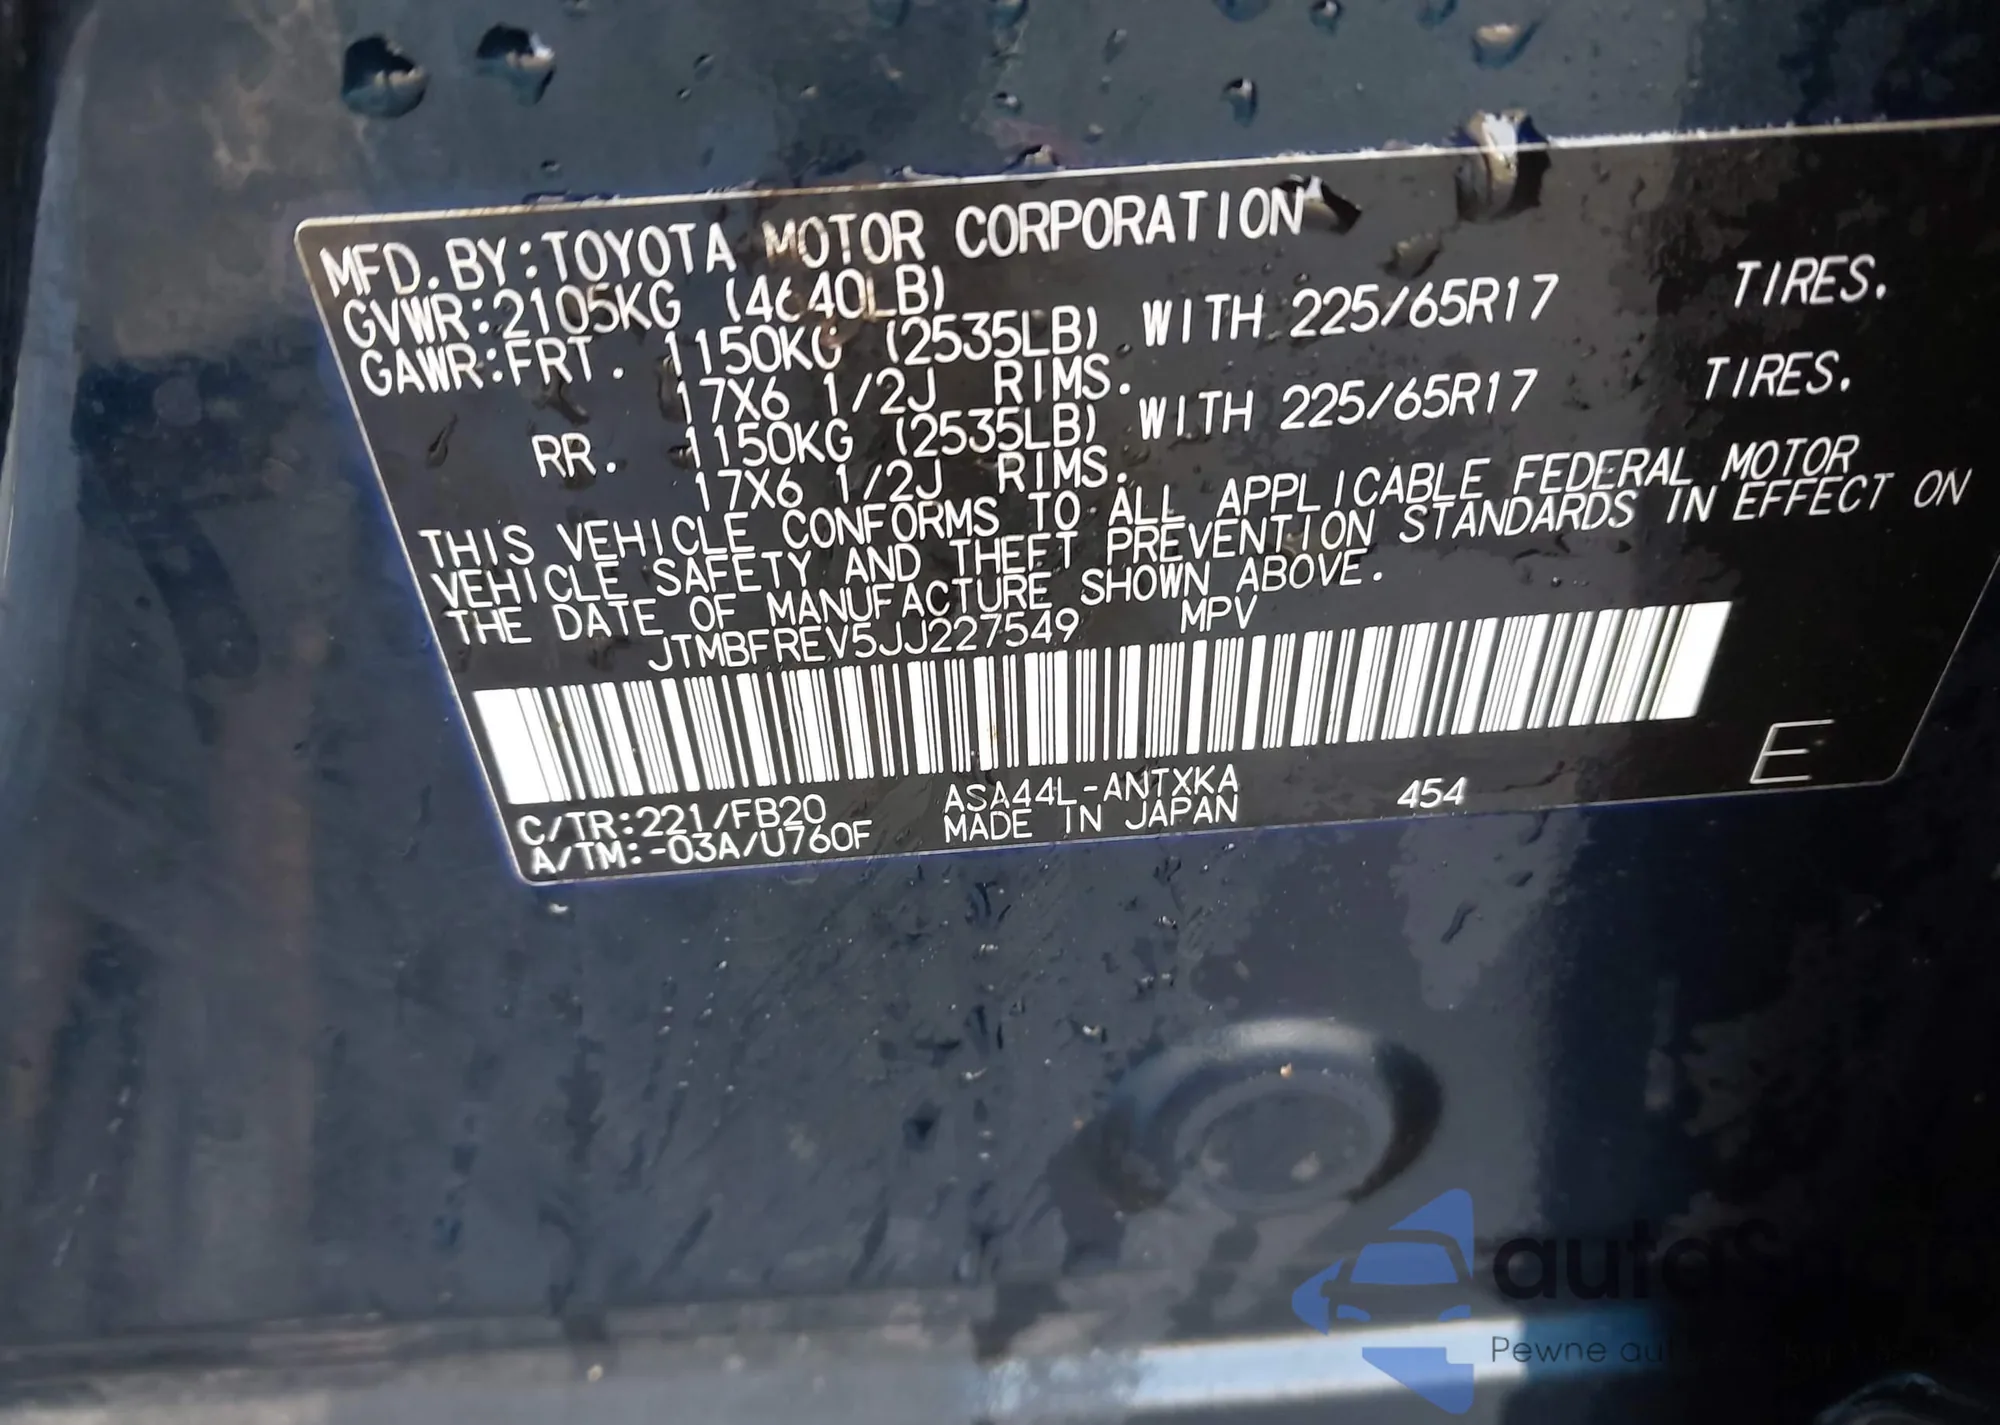 MFD.BY:TOYOTA MOTOR CORPORATION
GVWR:2105KG (4640LB)
GAWR:FRT. 1150KG (2535LB) WITH 225/65R17 TIRES.
17X6 1/2J RIMS.
RR. 1150KG (2535LB) WITH 225/65R17 TIRES.
17X6 1/2J RIMS.
THIS VEHICLE CONFORMS TO ALL APPLICABLE FEDERAL MOTOR
VEHICLE SAFETY AND THEFT PREVENTION STANDARDS IN EFFECT ON
THE DATE OF MANUFACTURE SHOWN ABOVE.
JTMBFREV5JJ227549 MPV
C/TR:221/FB20 ASA44L-ANTXKA 454 E
A/TM:-03A/U760F MADE IN JAPAN
autoS
Pewne